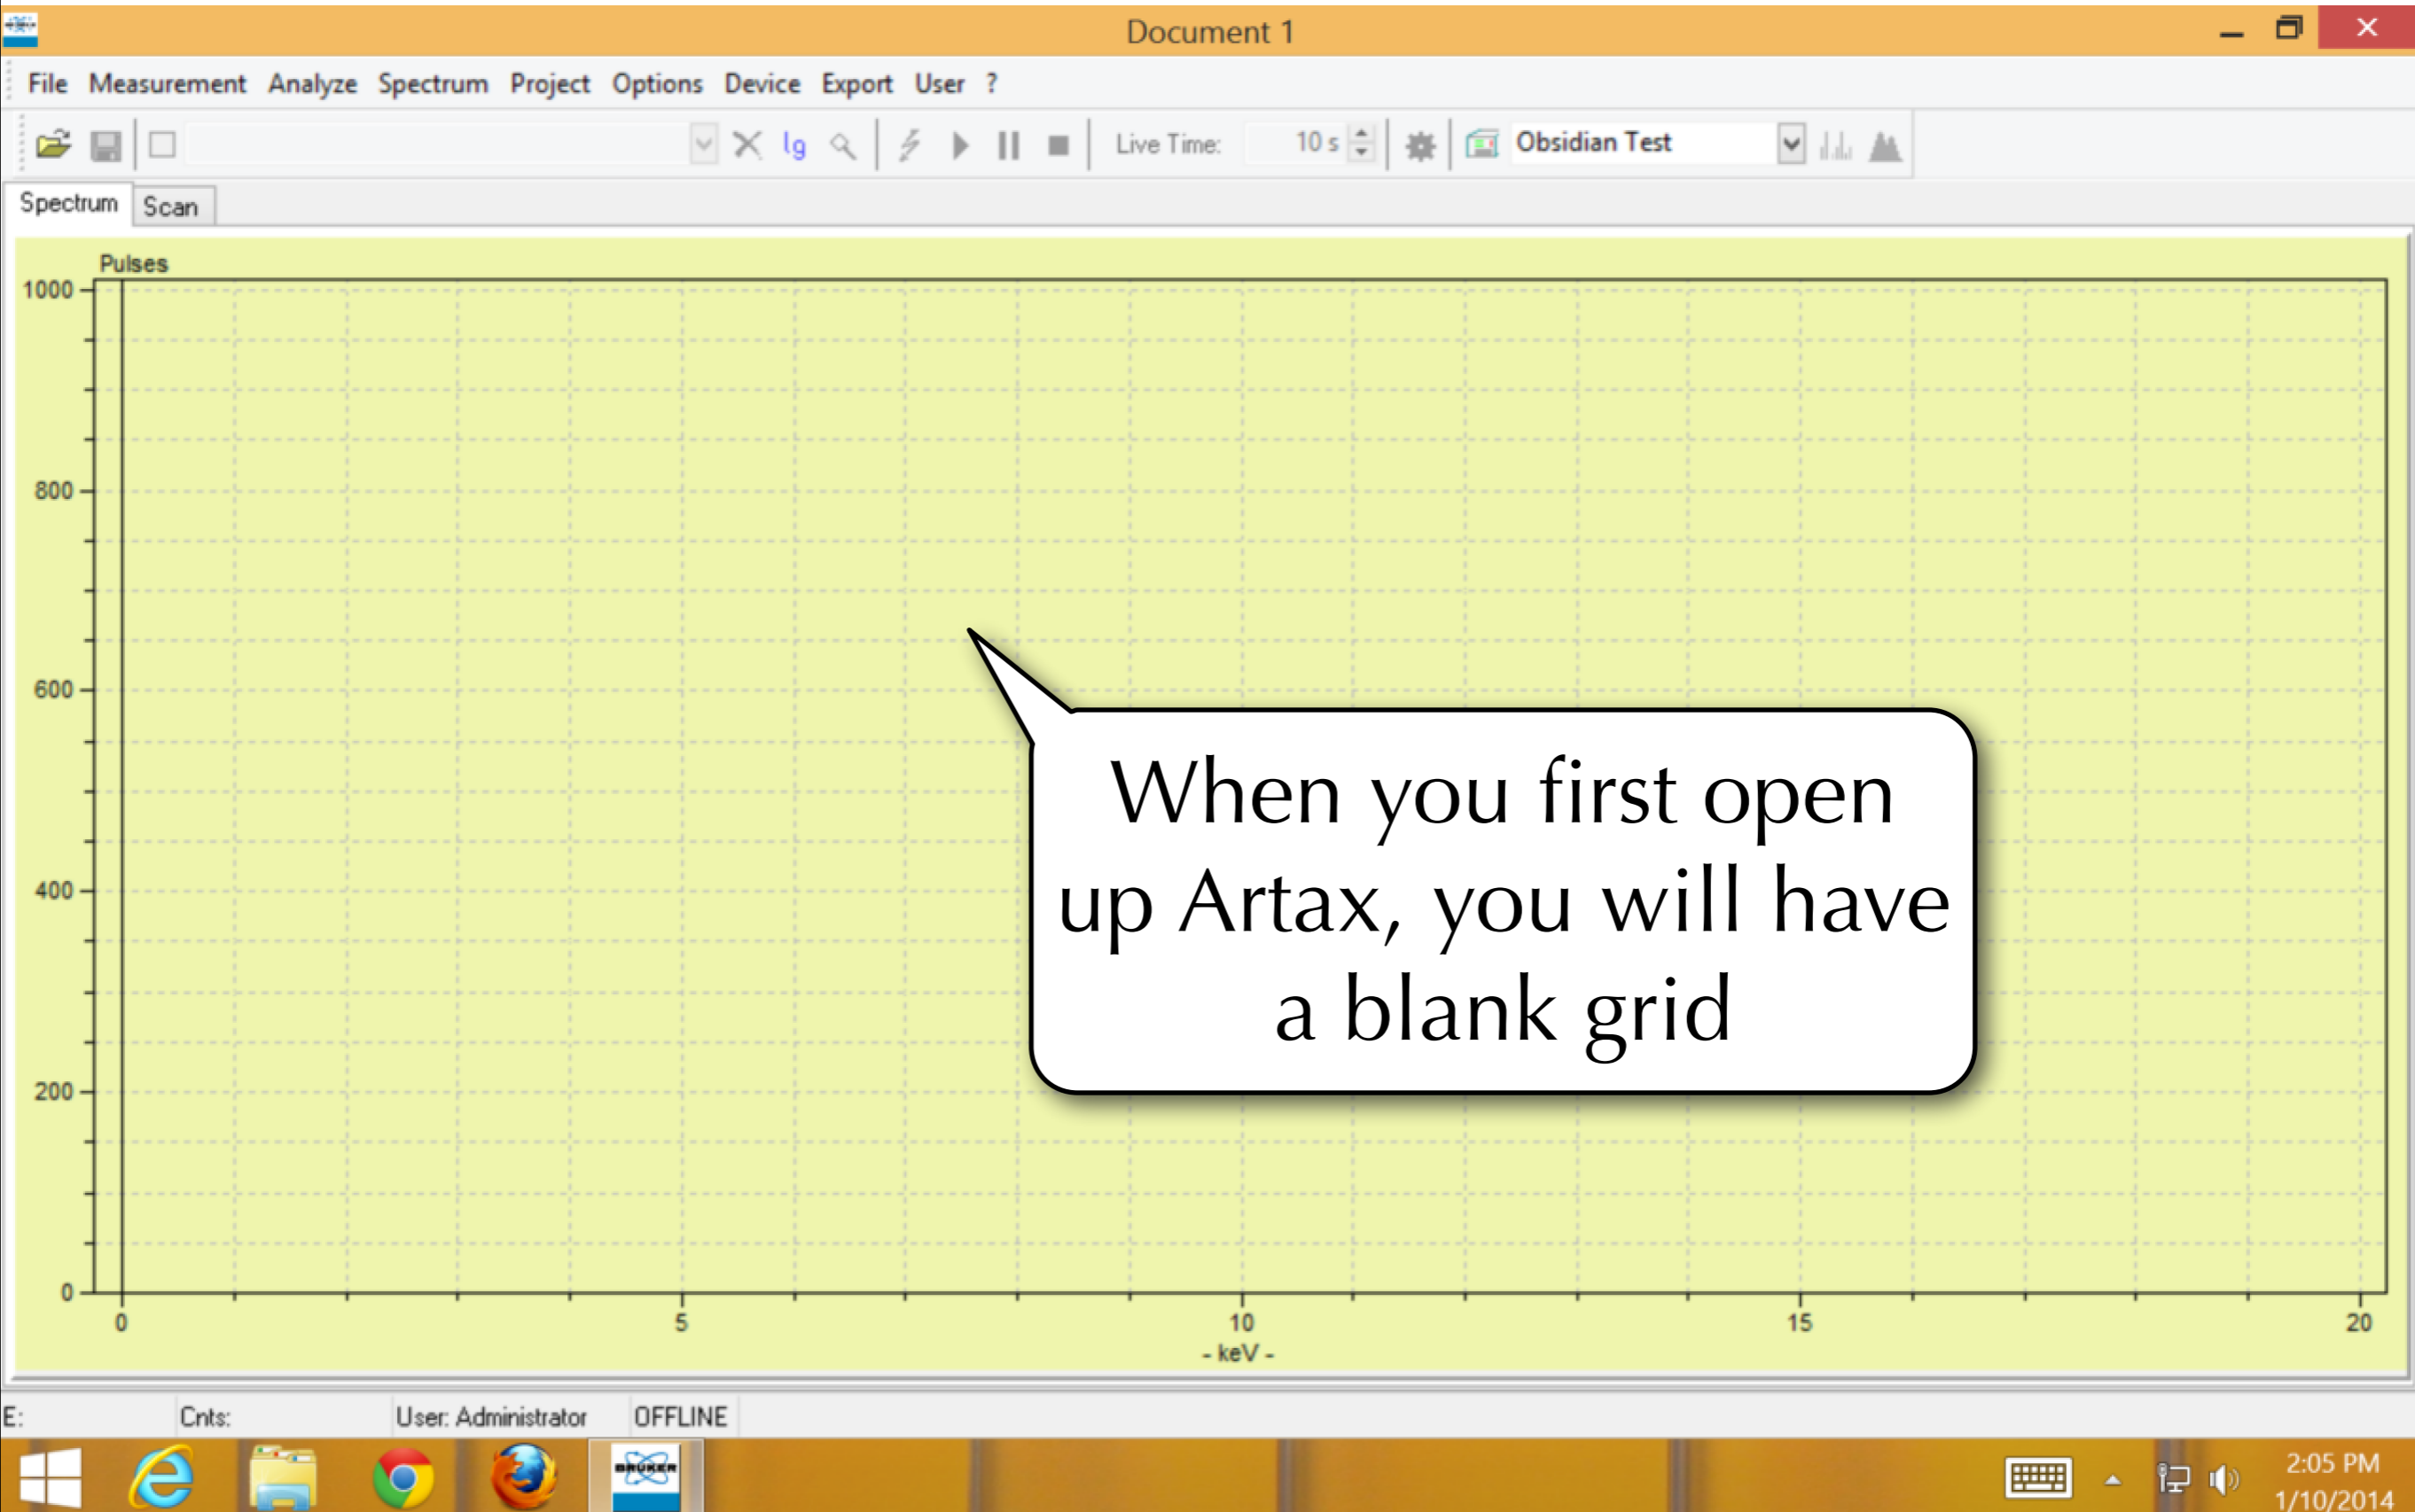 Document 1
File Measurement Analyze Spectrum Project Options Device Export User ?
lg Live Time: 10 s Obsidian Test
Spectrum Scan
Pulses
1000
800
600
400
200
0
0 5 10 15 20
- keV -
When you first open
up Artax, you will have
a blank grid
E: Cnts: User: Administrator OFFLINE
BRUKER
2:05 PM
1/10/2014